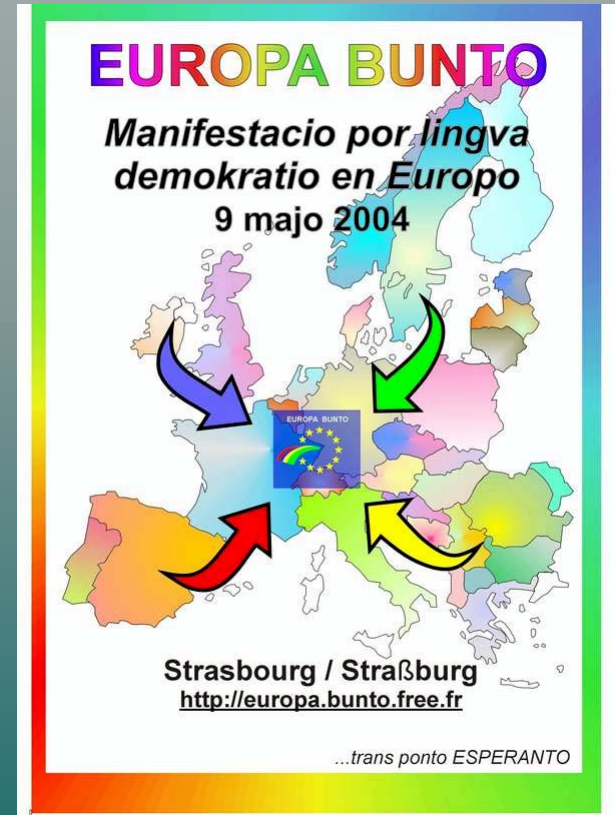 EUROPA BUNTO
Manifestacio por lingva
demokratio en Europo
9 majo 2004
EUROPA BUNTO
Strasbourg / Straßburg
http://europa.bunto.free.fr
...trans ponto ESPERANTO